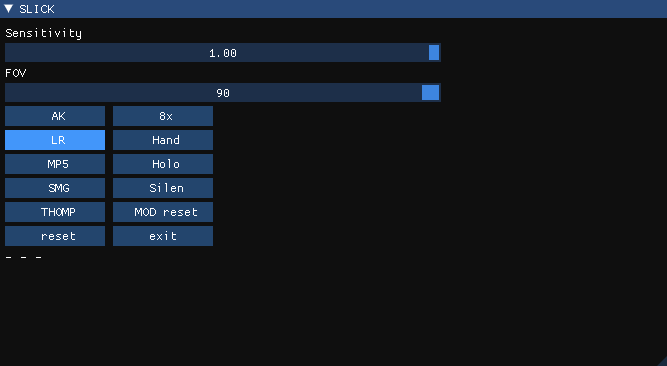 SLICK
Sensitivity
1.00
FOV
90
AK 8x
LR Hand
MP5 Holo
SMG Silen
THOMP MOD reset
reset exit
- - -